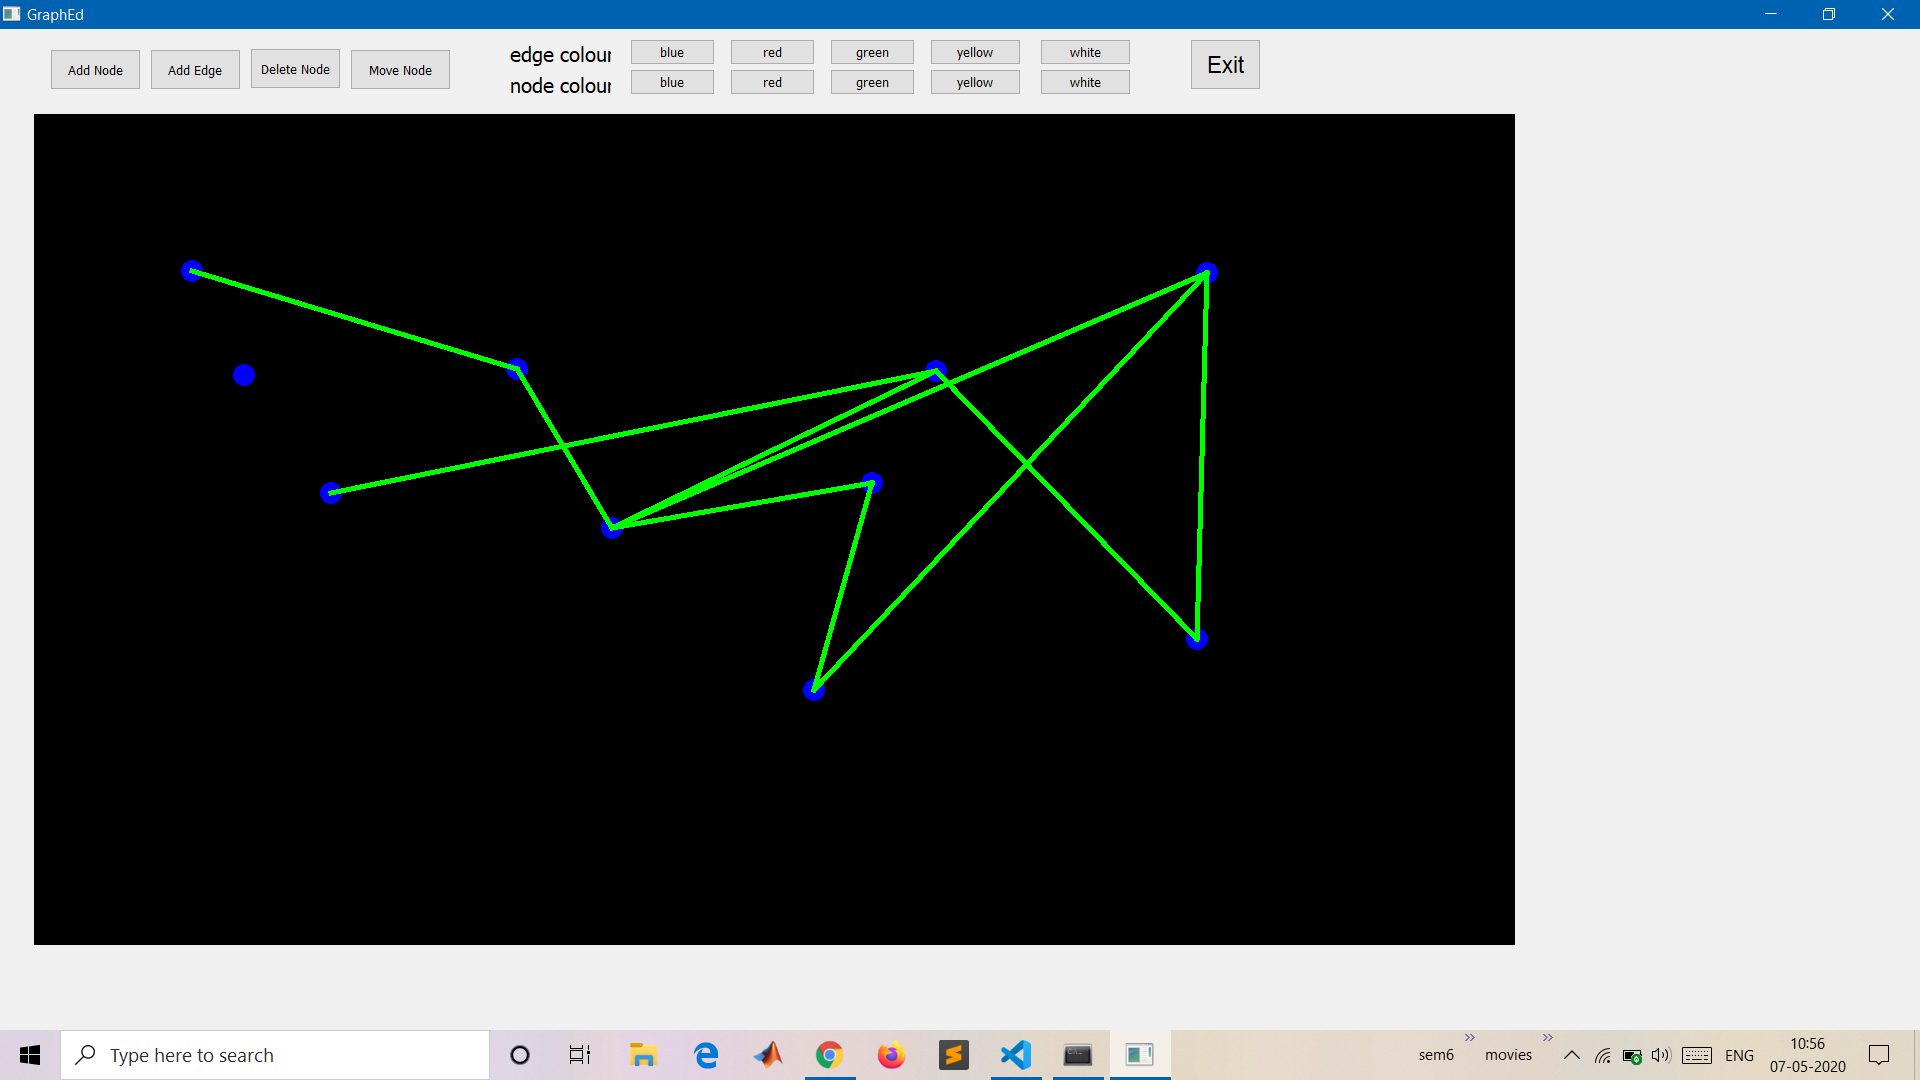 GraphEd
Add Node Add Edge Delete Node Move Node
edge colour blue red green yellow white Exit
node colour blue red green yellow white
Type here to search
sem6 movies ENG 10:56
07-05-2020